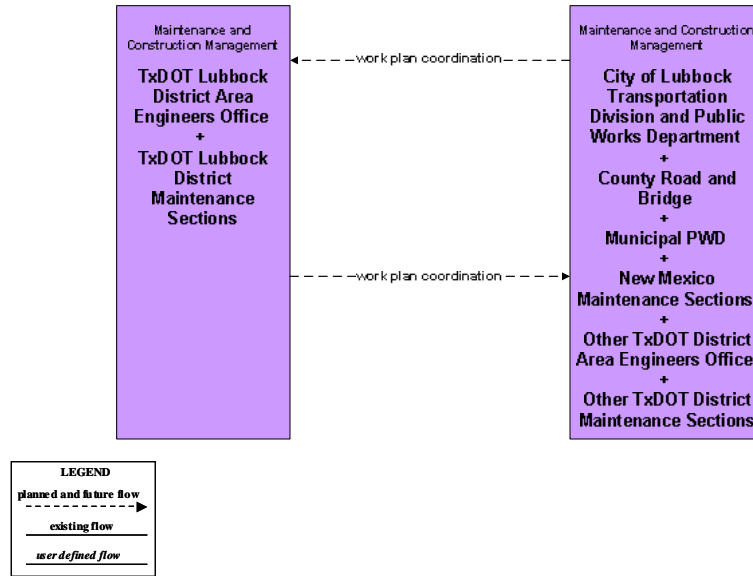 Maintenance and
Construction Management
TxDOT Lubbock
District Area
Engineers Office
+
TxDOT Lubbock
District
Maintenance
Sections
work plan coordination
work plan coordination
Maintenance and Construction
Management
City of Lubbock
Transportation
Division and Public
Works Department
+
County Road and
Bridge
+
Municipal PWD
+
New Mexico
Maintenance Sections
+
Other TxDOT District
Area Engineers Office
+
Other TxDOT District
Maintenance Sections
LEGEND
planned and future flow
existing flow
user defined flow